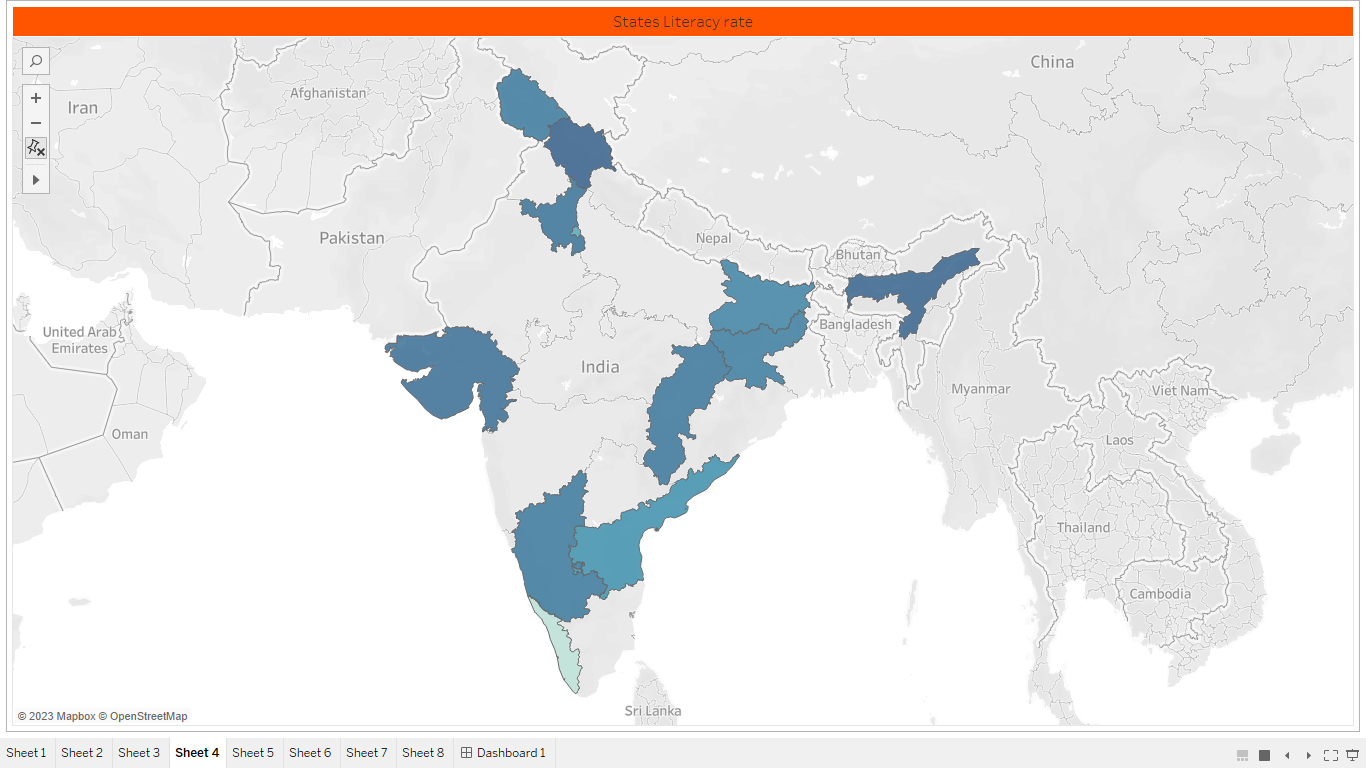 States Literacy rate
China
Afghanistan
Iran
Pakistan
Nepal
Bhutan
United Arab
Emirates
Bangladesh
India
Myanmar
Viet Nam
Oman
Laos
Thailand
Cambodia
Sri Lanka
© 2023 Mapbox © OpenStreetMap
Sheet 1 Sheet 2 Sheet 3 Sheet 4 Sheet 5 Sheet 6 Sheet 7 Sheet 8 Dashboard 1